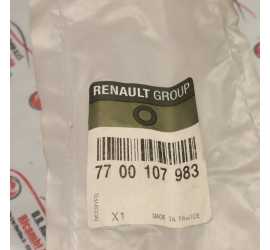 RENAULT GROUP
77 00 107 983
X1 MADE IN FRANCE